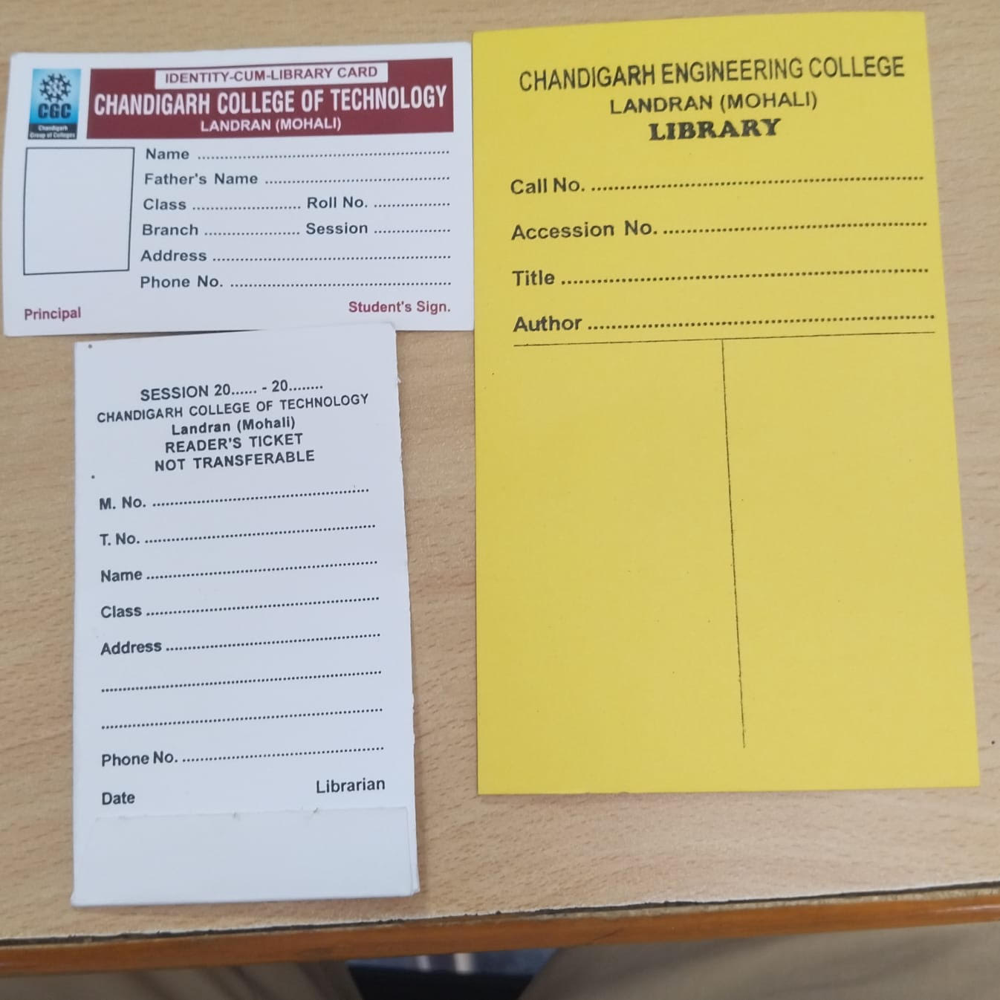 IDENTITY-CUM-LIBRARY CARD
CGC
Chandigarh
Group of Colleges
CHANDIGARH COLLEGE OF TECHNOLOGY
LANDRAN (MOHALI)
Name ..........
Father's Name ..........
Class .......... Roll No. ..........
Branch .......... Session ..........
Address ..........
Phone No. ..........
Principal Student's Sign.
SESSION 20...... - 20........
CHANDIGARH COLLEGE OF TECHNOLOGY
Landran (Mohali)
READER'S TICKET
NOT TRANSFERABLE
M. No. ..........
T. No. ..........
Name ..........
Class ..........
Address ..........
Phone No. ..........
Date Librarian
CHANDIGARH ENGINEERING COLLEGE
LANDRAN (MOHALI)
LIBRARY
Call No. ..........
Accession No. ..........
Title ..........
Author ..........